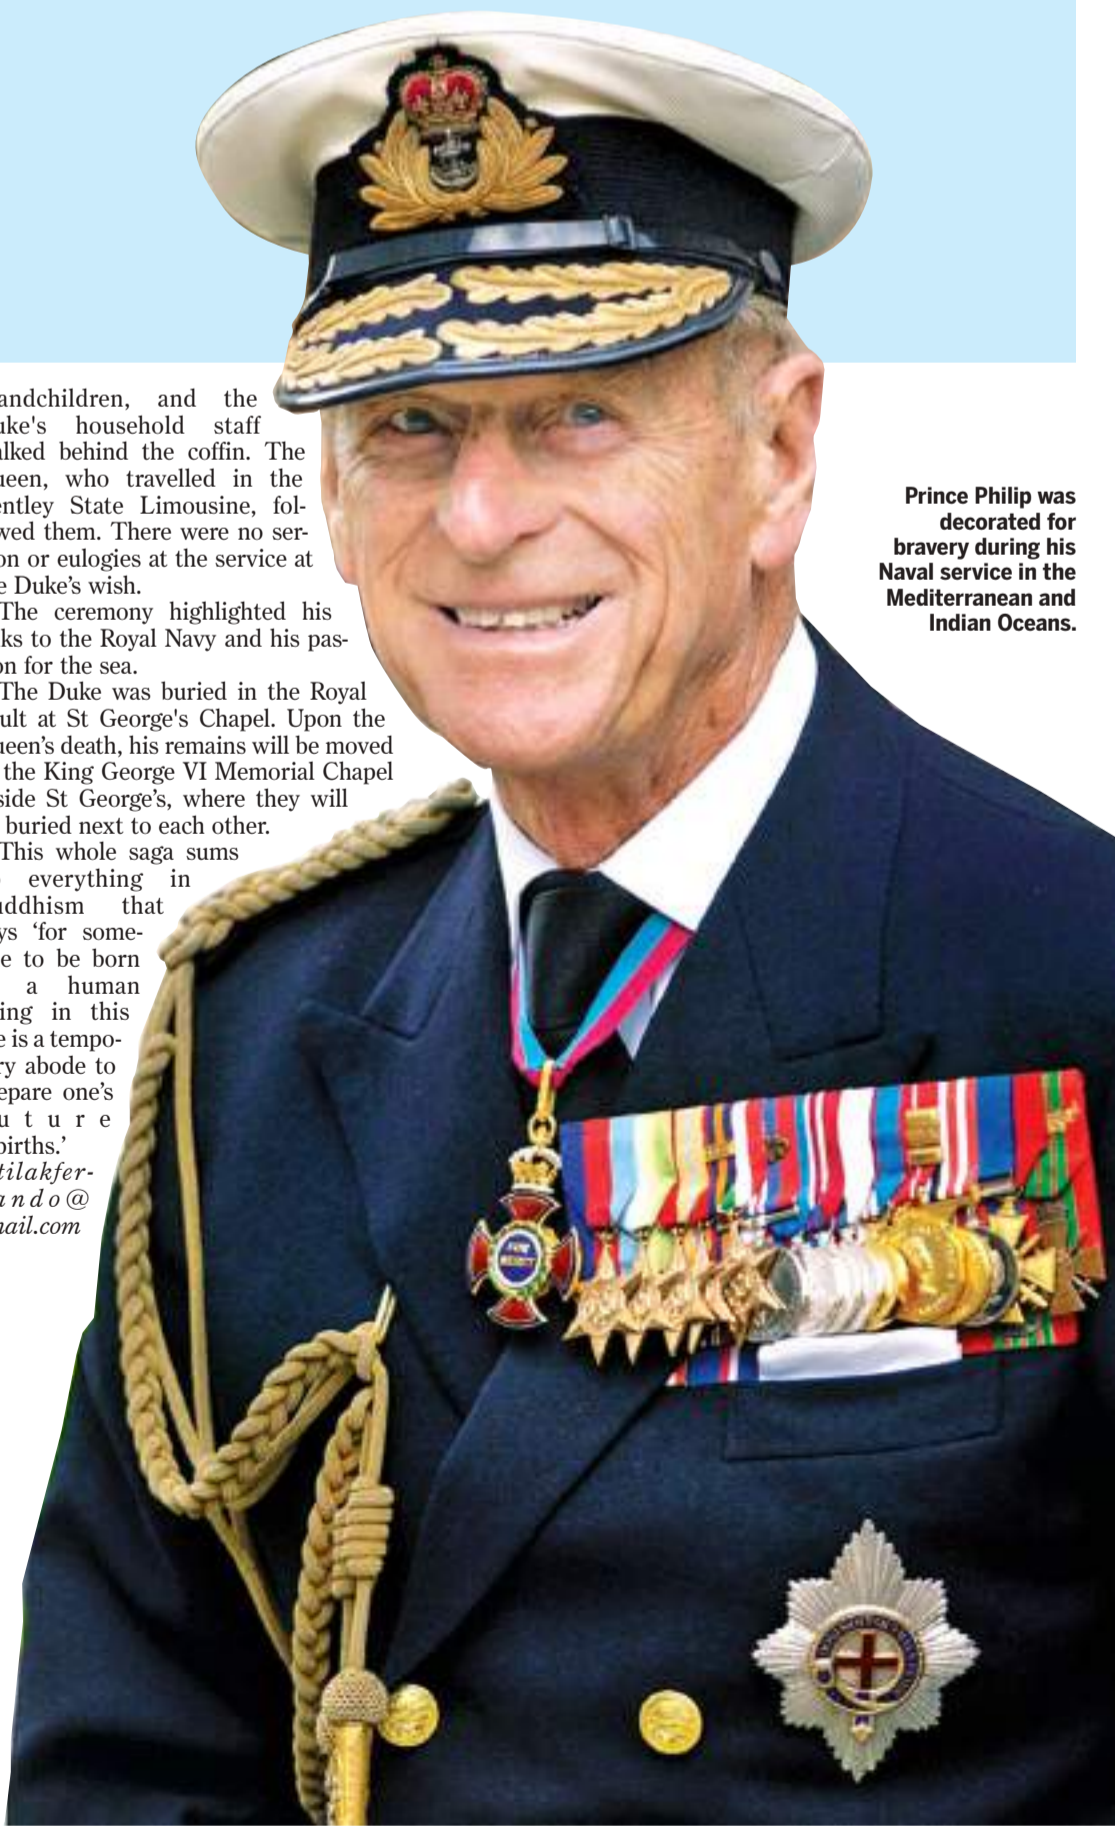 andchildren, and the
uke's household staff
alked behind the coffin. The
ueen, who travelled in the
entley State Limousine, fol-
wed them. There were no ser-
on or eulogies at the service at
e Duke’s wish.
The ceremony highlighted his
ks to the Royal Navy and his pas-
on for the sea.
The Duke was buried in the Royal
ult at St George's Chapel. Upon the
ueen’s death, his remains will be moved
the King George VI Memorial Chapel
side St George’s, where they will
buried next to each other.
This whole saga sums
everything in
uddhism that
ys ‘for some-
e to be born
a human
ing in this
e is a tempo-
ry abode to
epare one’s
uture
births.’
tilakfer-
ando@
mail.com
Prince Philip was
decorated for
bravery during his
Naval service in the
Mediterranean and
Indian Oceans.
FOR
MERIT